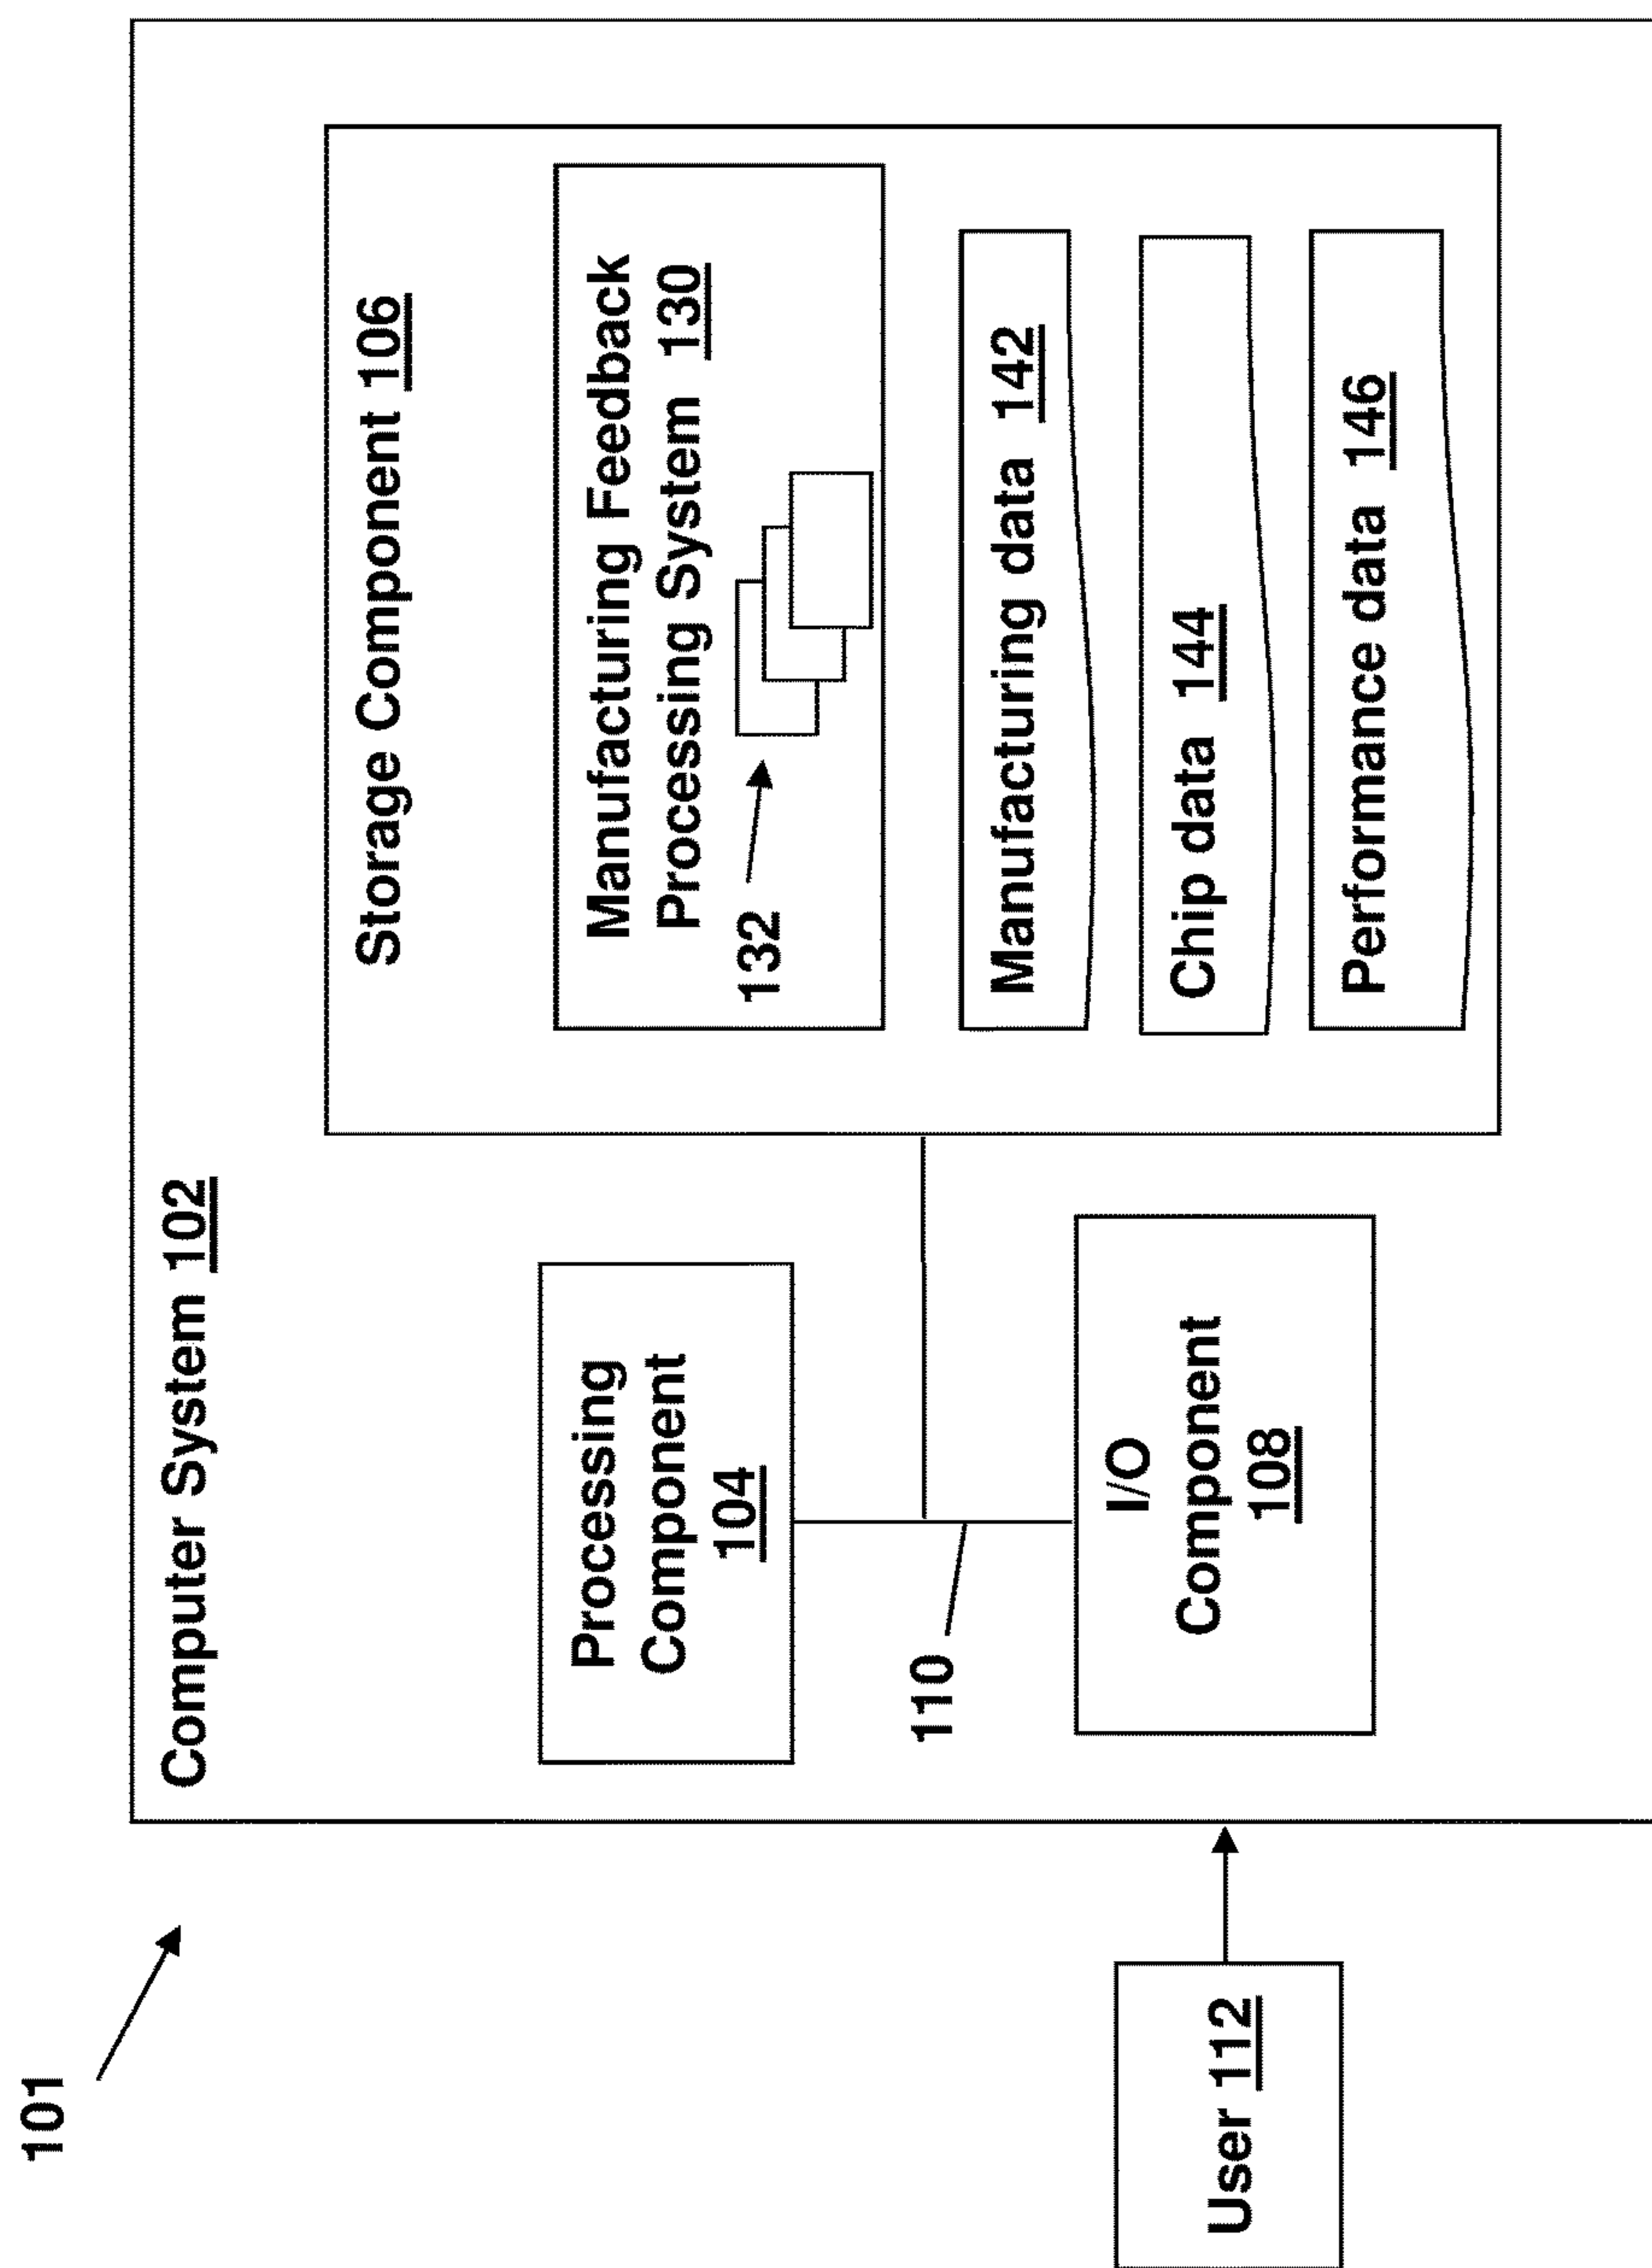 101
Computer System 102
Storage Component 106
Processing
Component
104
Manufacturing Feedback
Processing System 130
132
110
I/O
Component
108
Manufacturing data 142
Chip data 144
Performance data 146
User 112